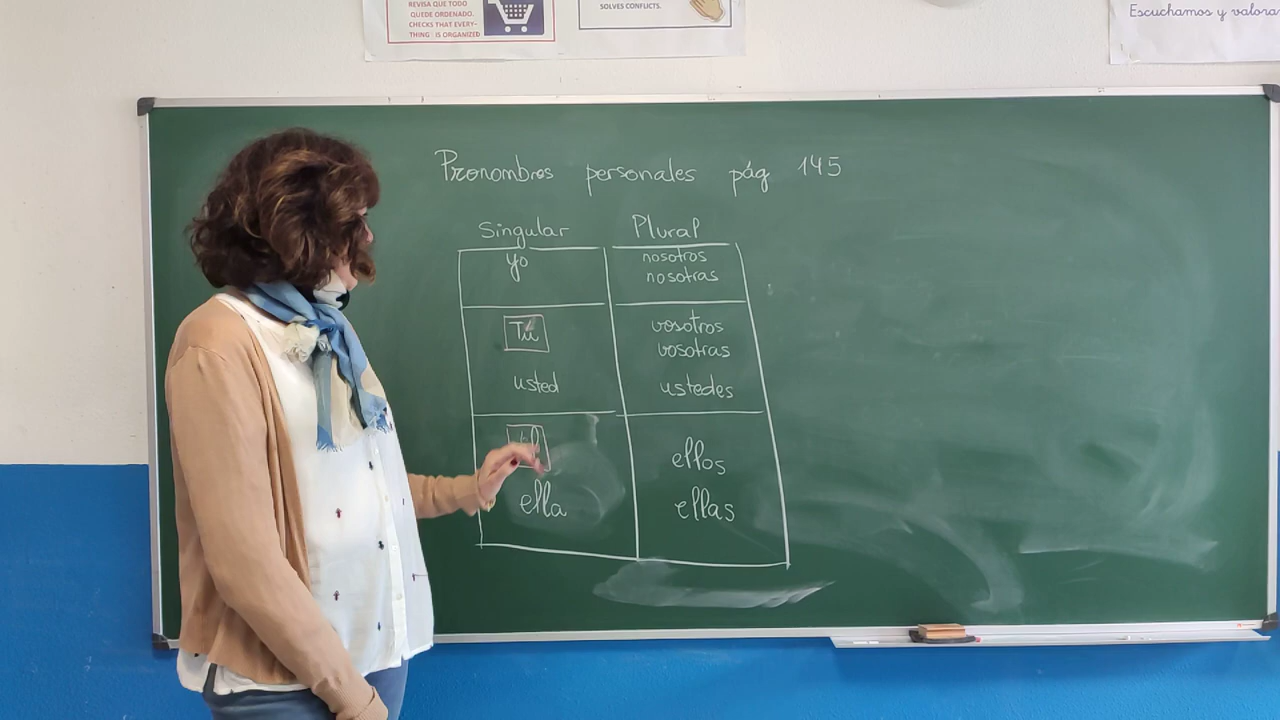 REVISA QUE TODO
QUEDE ORDENADO.
CHECKS THAT EVERY-
THING IS ORGANIZED
SOLVES CONFLICTS.
Escuchamos y valora
Pronombres personales pág 145
Singular Plural
yo nosotros
nosotras
Tú vosotros
vosotras
usted ustedes
ellos
ella ellas